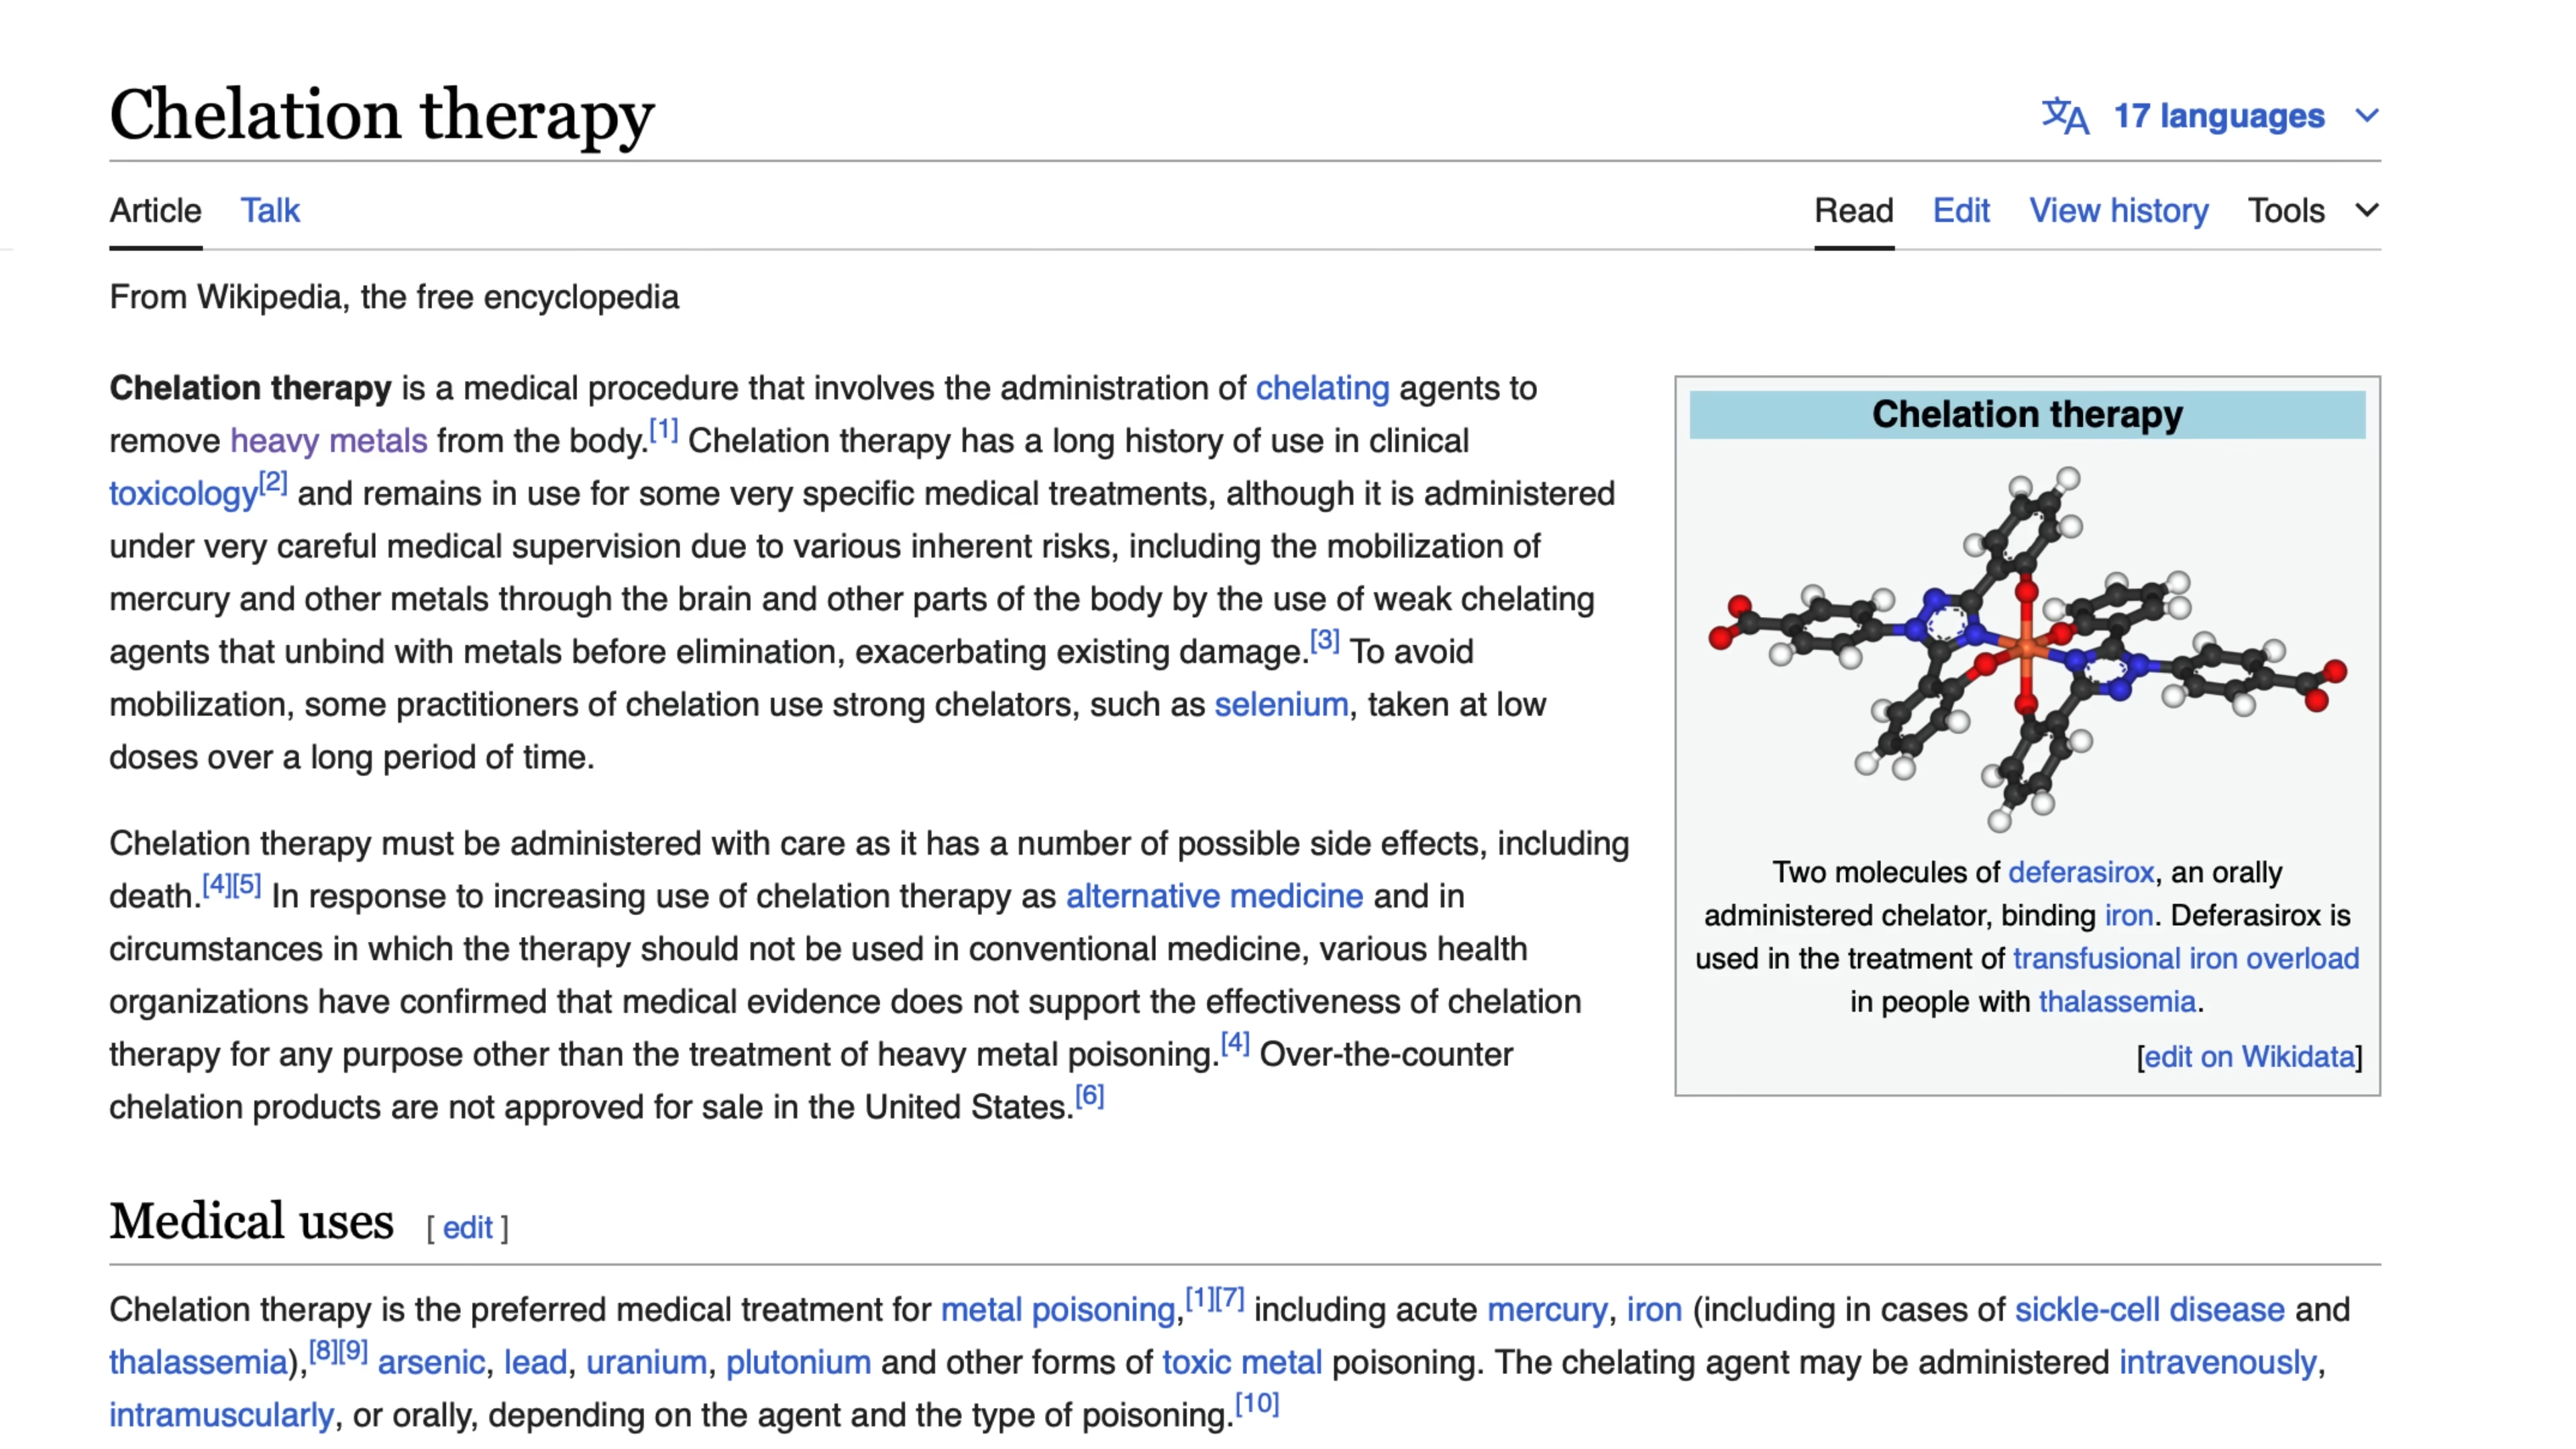 Chelation therapy
17 languages
Article Talk
Read Edit View history Tools
From Wikipedia, the free encyclopedia
Chelation therapy is a medical procedure that involves the administration of chelating agents to
remove heavy metals from the body.[1] Chelation therapy has a long history of use in clinical
toxicology[2] and remains in use for some very specific medical treatments, although it is administered
under very careful medical supervision due to various inherent risks, including the mobilization of
mercury and other metals through the brain and other parts of the body by the use of weak chelating
agents that unbind with metals before elimination, exacerbating existing damage.[3] To avoid
mobilization, some practitioners of chelation use strong chelators, such as selenium, taken at low
doses over a long period of time.
Chelation therapy must be administered with care as it has a number of possible side effects, including
death.[4][5] In response to increasing use of chelation therapy as alternative medicine and in
circumstances in which the therapy should not be used in conventional medicine, various health
organizations have confirmed that medical evidence does not support the effectiveness of chelation
therapy for any purpose other than the treatment of heavy metal poisoning.[4] Over-the-counter
chelation products are not approved for sale in the United States.[6]
Chelation therapy
Two molecules of deferasirox, an orally
administered chelator, binding iron. Deferasirox is
used in the treatment of transfusional iron overload
in people with thalassemia.
[edit on Wikidata]
Medical uses [ edit ]
Chelation therapy is the preferred medical treatment for metal poisoning,[1][7] including acute mercury, iron (including in cases of sickle-cell disease and
thalassemia),[8][9] arsenic, lead, uranium, plutonium and other forms of toxic metal poisoning. The chelating agent may be administered intravenously,
intramuscularly, or orally, depending on the agent and the type of poisoning.[10]